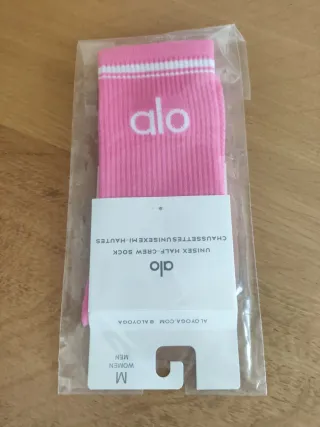 alo
CHAUSSETTES UNISEXE MI-HAUTES
UNISEX HALF-CREW SOCK
alo
ALOYOGA.COM @ALOYOGA
M
WOMEN
MEN